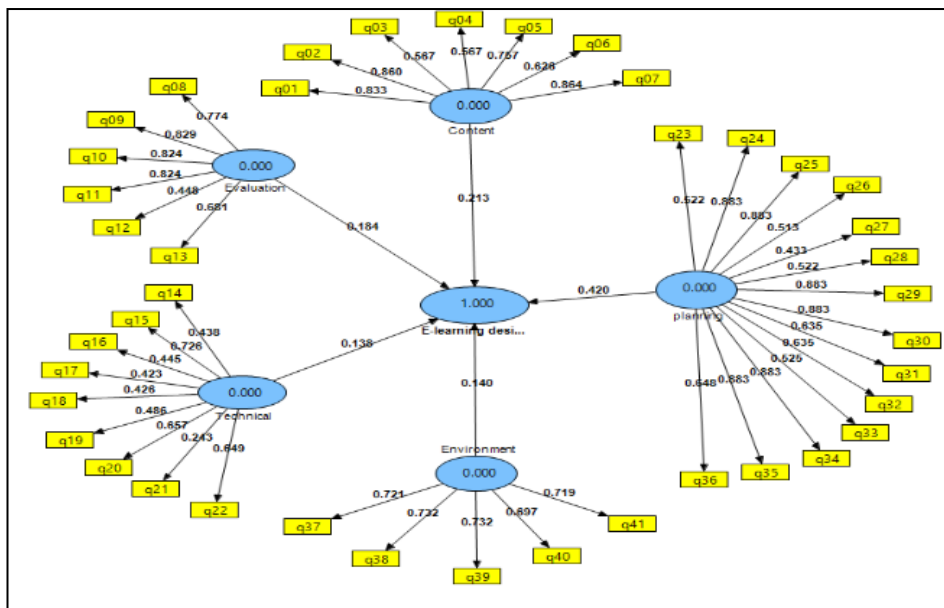 q01
0.833
q02
0.860
q03
0.567
q04
0.567
q05
0.757
q06
0.628
q07
0.864
0.000
Content
0.213
q08
0.774
q09
0.829
q10
0.824
q11
0.824
q12
0.448
q13
0.681
0.000
Evaluation
0.184
q14
0.438
q15
0.726
q16
0.445
q17
0.423
q18
0.426
q19
0.486
q20
0.657
q21
0.243
q22
0.649
0.000
Technical
0.138
1.000
E-learning desi...
q23
0.522
q24
0.883
q25
0.883
q26
0.513
q27
0.433
q28
0.522
q29
0.883
q30
0.883
q31
0.635
q32
0.635
q33
0.525
q34
0.883
q35
0.883
q36
0.648
0.000
planning
0.420
Environment
0.000
0.140
q37
0.721
q38
0.732
q39
0.732
q40
0.697
q41
0.719